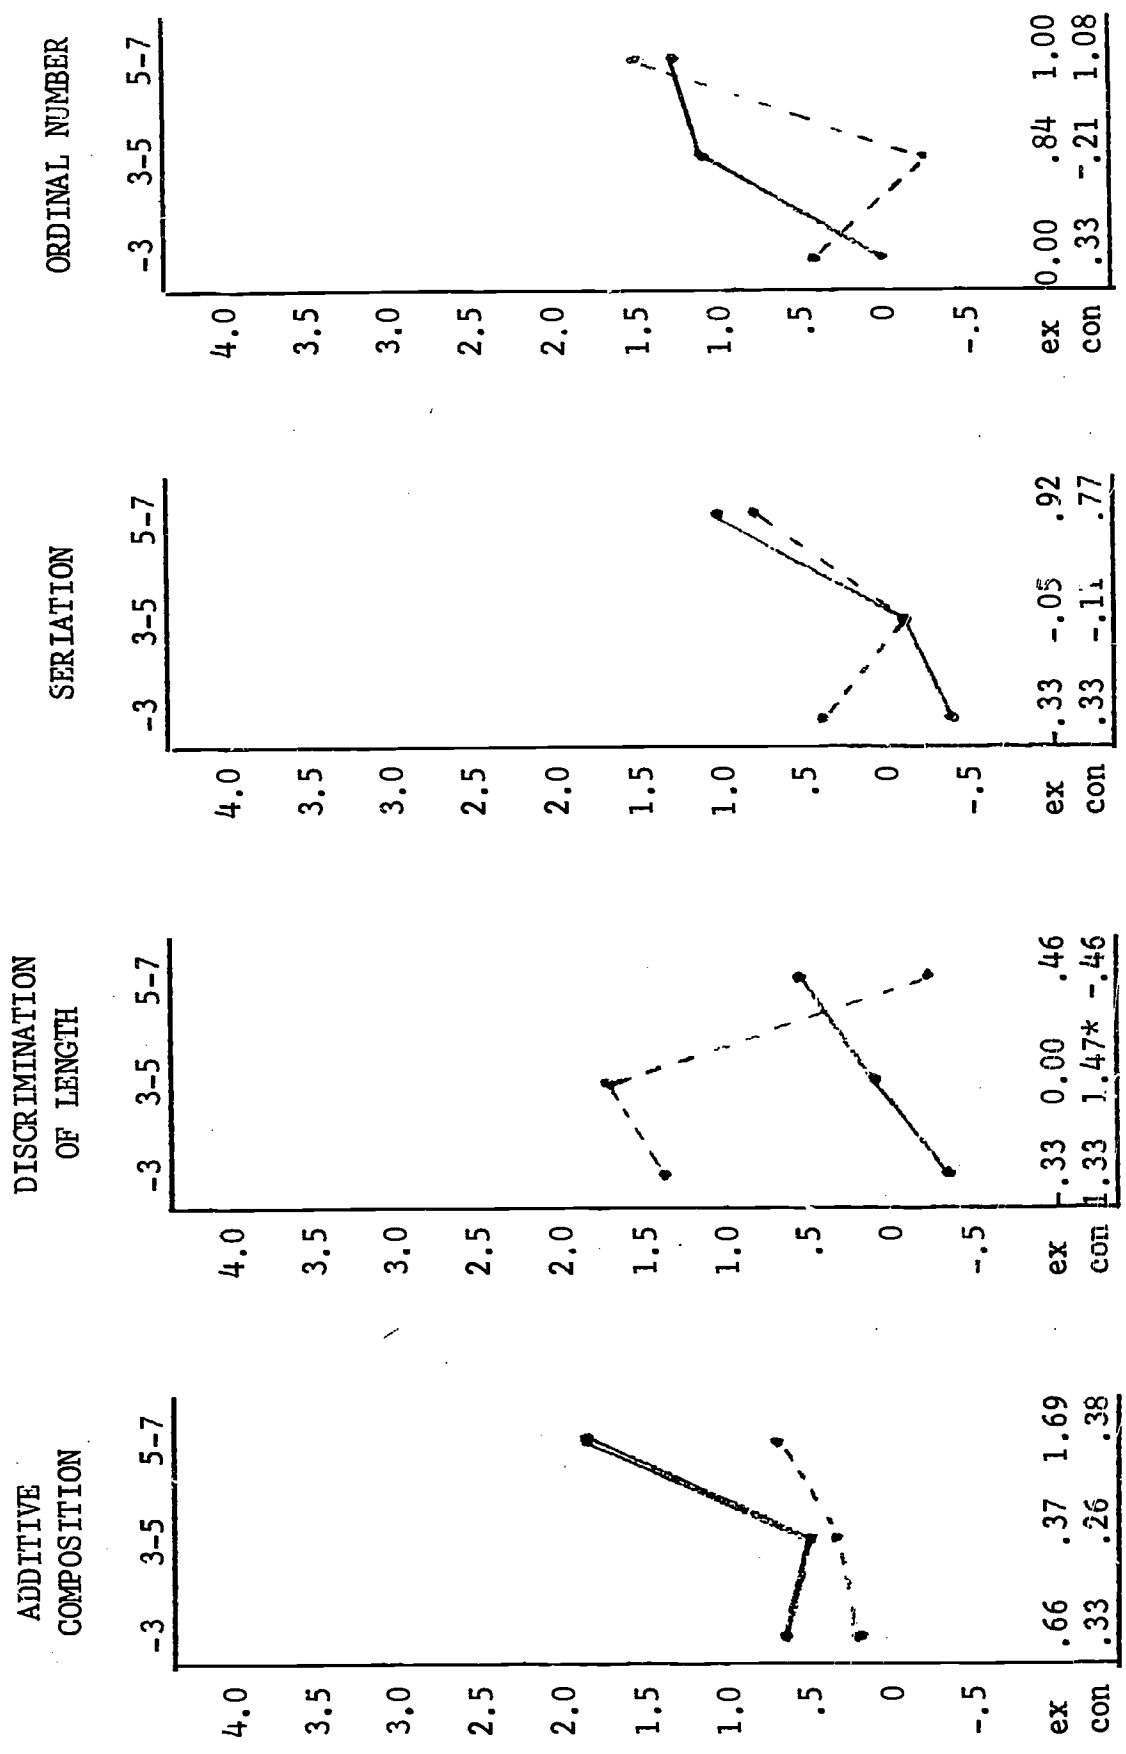 ADDITIVE
COMPOSITION
-3 3-5 5-7
4.0
3.5
3.0
2.5
2.0
1.5
1.0
.5
0
-.5
ex .66 .37 1.69
con .33 .26 .38
DISCRIMINATION
OF LENGTH
-3 3-5 5-7
4.0
3.5
3.0
2.5
2.0
1.5
1.0
.5
0
-.5
ex -.33 0.00 .46
con 1.33 1.47* -.46
SERIATION
-3 3-5 5-7
4.0
3.5
3.0
2.5
2.0
1.5
1.0
.5
0
-.5
ex -.33 -.05 .92
con .33 -.11 .77
ORDINAL NUMBER
-3 3-5 5-7
4.0
3.5
3.0
2.5
2.0
1.5
1.0
.5
0
-.5
ex 0.00 .84 1.00
con .33 -.21 1.08